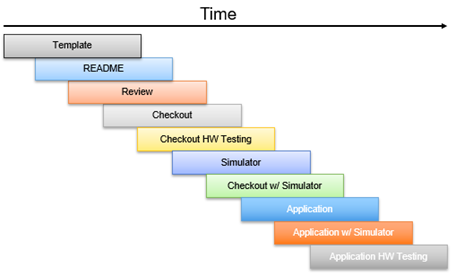 Time
Template
README
Review
Checkout
Checkout HW Testing
Simulator
Checkout w/ Simulator
Application
Application w/ Simulator
Application HW Testing